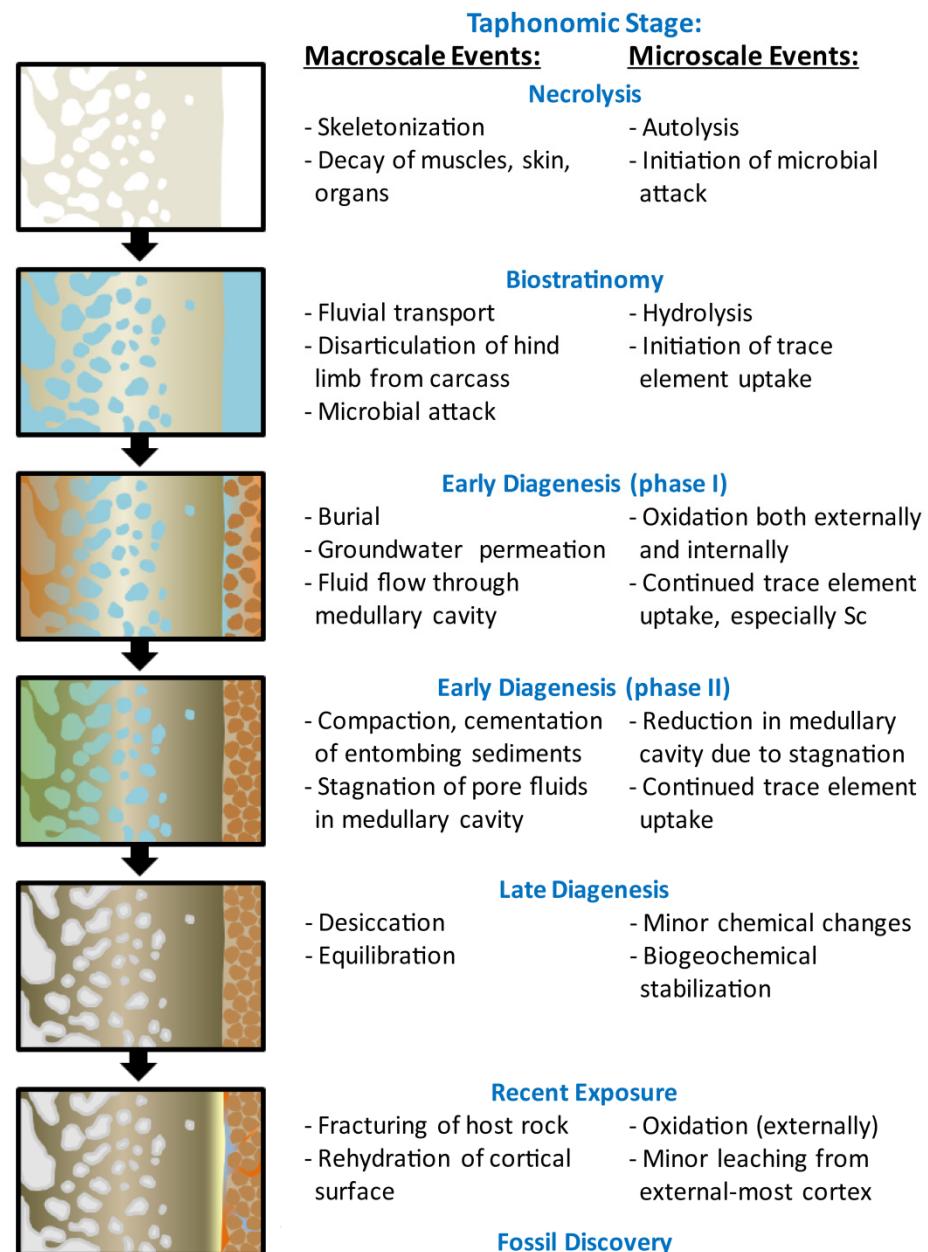 Taphonomic Stage:
Macroscale Events:
Microscale Events:
Necrolysis
- Skeletonization
- Decay of muscles, skin,
organs
- Autolysis
- Initiation of microbial
attack
Biostratinomy
- Fluvial transport
- Disarticulation of hind
limb from carcass
- Microbial attack
- Hydrolysis
- Initiation of trace
element uptake
Early Diagenesis (phase I)
- Burial
- Groundwater permeation
- Fluid flow through
medullary cavity
- Oxidation both externally
and internally
- Continued trace element
uptake, especially Sc
Early Diagenesis (phase II)
- Compaction, cementation
of entombing sediments
- Stagnation of pore fluids
in medullary cavity
- Reduction in medullary
cavity due to stagnation
- Continued trace element
uptake
Late Diagenesis
- Desiccation
- Equilibration
- Minor chemical changes
- Biogeochemical
stabilization
Recent Exposure
- Fracturing of host rock
- Rehydration of cortical
surface
- Oxidation (externally)
- Minor leaching from
external-most cortex
Fossil Discovery